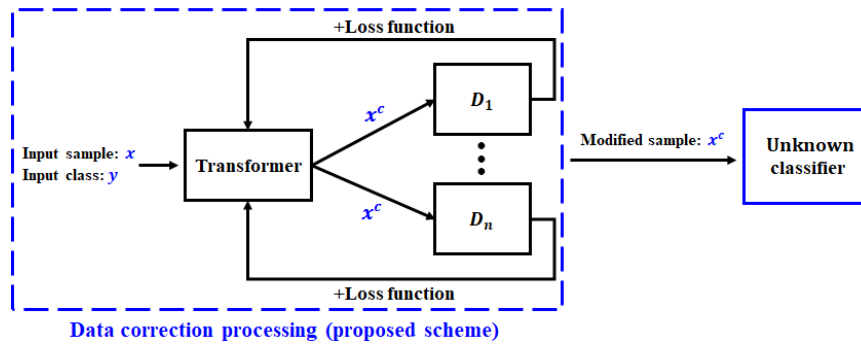 +Loss function
Input sample: x
Input class: y
Transformer
x^c
x^c
D_1
D_n
+Loss function
Modified sample: x^c
Unknown
classifier
Data correction processing (proposed scheme)